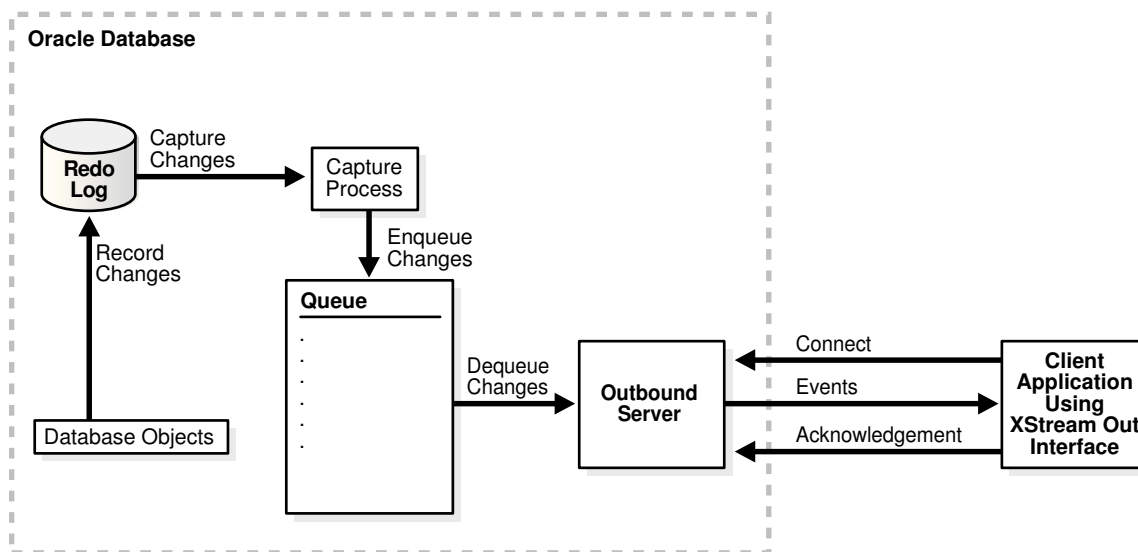 Oracle Database
Redo
Log
Capture
Changes
Capture
Process
Record
Changes
Enqueue
Changes
Queue
.
.
.
.
.
.
Database Objects
Dequeue
Changes
Outbound
Server
Connect
Events
Acknowledgement
Client
Application
Using
XStream Out
Interface